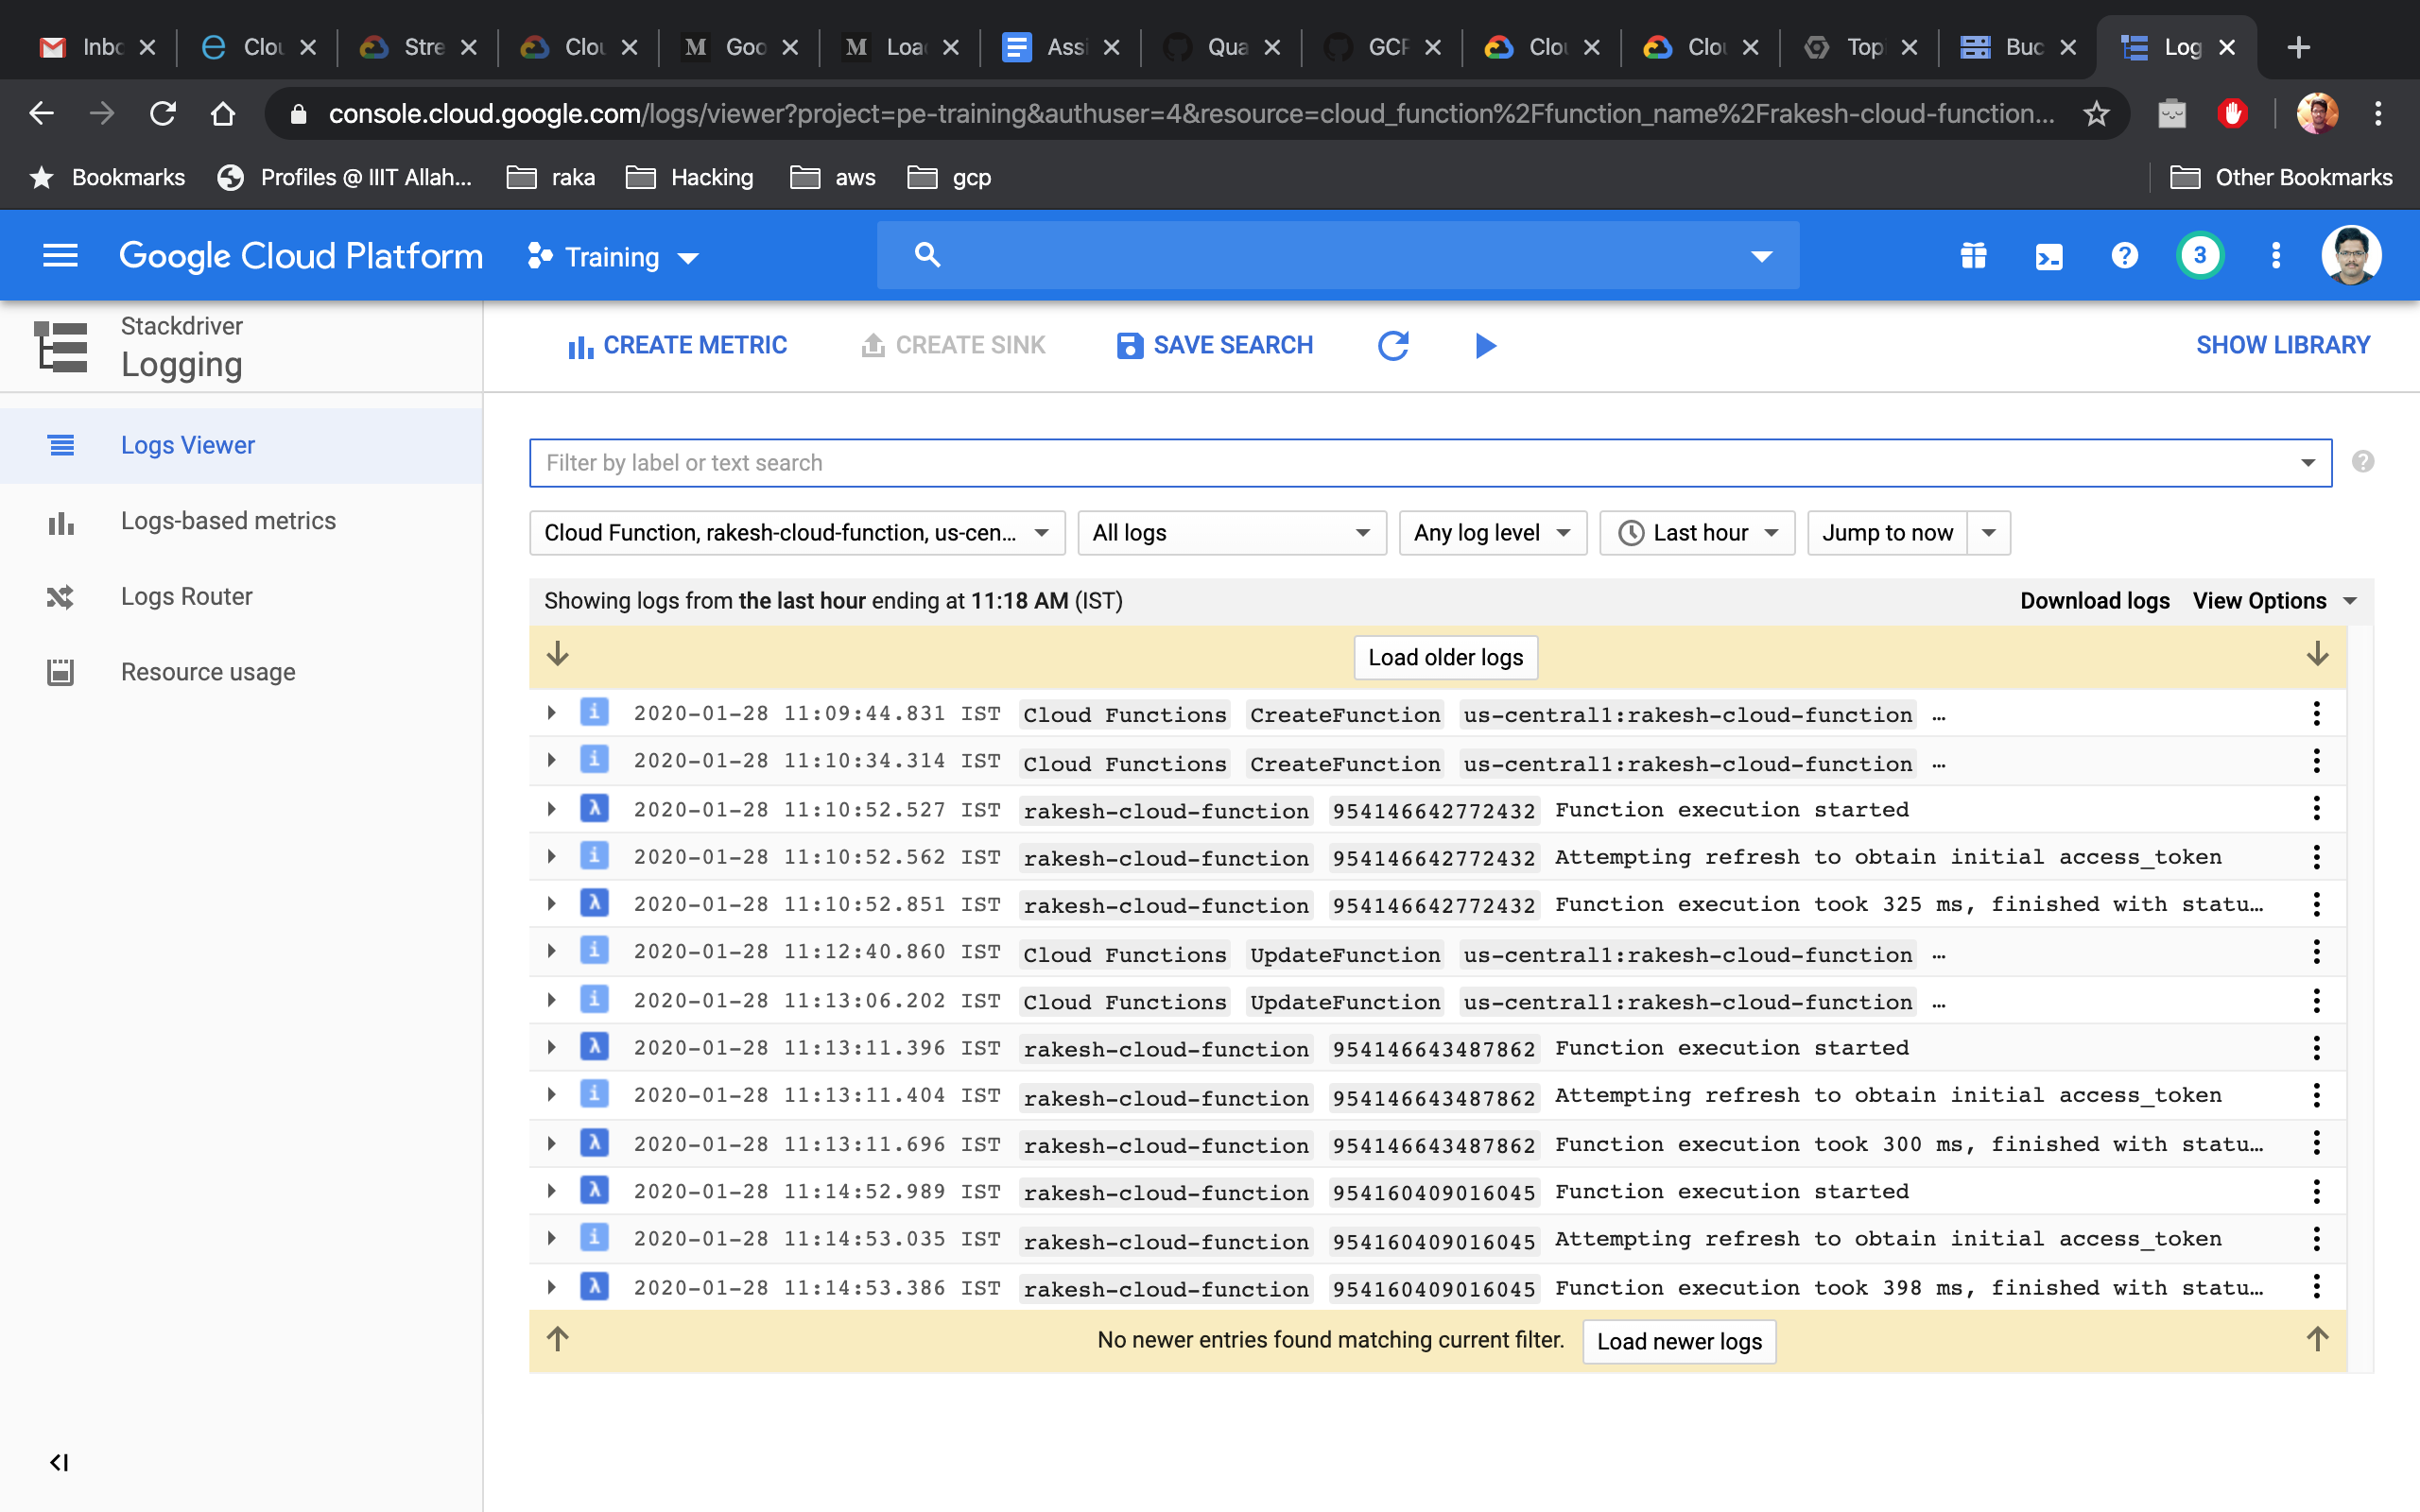 Inbo Clou Stre Clou Goo Load Assi Qua GCP Clou Clou Topi Buc Log
console.cloud.google.com/logs/viewer?project=pe-training&authuser=4&resource=cloud_function%2Ffunction_name%2Frakesh-cloud-function...
Bookmarks Profiles @ IIIT Allah... raka Hacking aws gcp Other Bookmarks
Google Cloud Platform Training 3
Stackdriver
Logging
CREATE METRIC CREATE SINK SAVE SEARCH SHOW LIBRARY
Logs Viewer
Logs-based metrics
Logs Router
Resource usage
Filter by label or text search
Cloud Function, rakesh-cloud-function, us-cen... All logs Any log level Last hour Jump to now
Showing logs from the last hour ending at 11:18 AM (IST) Download logs View Options
Load older logs
2020-01-28 11:09:44.831 IST Cloud Functions CreateFunction us-central1:rakesh-cloud-function …
2020-01-28 11:10:34.314 IST Cloud Functions CreateFunction us-central1:rakesh-cloud-function …
2020-01-28 11:10:52.527 IST rakesh-cloud-function 954146642772432 Function execution started
2020-01-28 11:10:52.562 IST rakesh-cloud-function 954146642772432 Attempting refresh to obtain initial access_token
2020-01-28 11:10:52.851 IST rakesh-cloud-function 954146642772432 Function execution took 325 ms, finished with statu…
2020-01-28 11:12:40.860 IST Cloud Functions UpdateFunction us-central1:rakesh-cloud-function …
2020-01-28 11:13:06.202 IST Cloud Functions UpdateFunction us-central1:rakesh-cloud-function …
2020-01-28 11:13:11.396 IST rakesh-cloud-function 954146643487862 Function execution started
2020-01-28 11:13:11.404 IST rakesh-cloud-function 954146643487862 Attempting refresh to obtain initial access_token
2020-01-28 11:13:11.696 IST rakesh-cloud-function 954146643487862 Function execution took 300 ms, finished with statu…
2020-01-28 11:14:52.989 IST rakesh-cloud-function 954160409016045 Function execution started
2020-01-28 11:14:53.035 IST rakesh-cloud-function 954160409016045 Attempting refresh to obtain initial access_token
2020-01-28 11:14:53.386 IST rakesh-cloud-function 954160409016045 Function execution took 398 ms, finished with statu…
No newer entries found matching current filter. Load newer logs